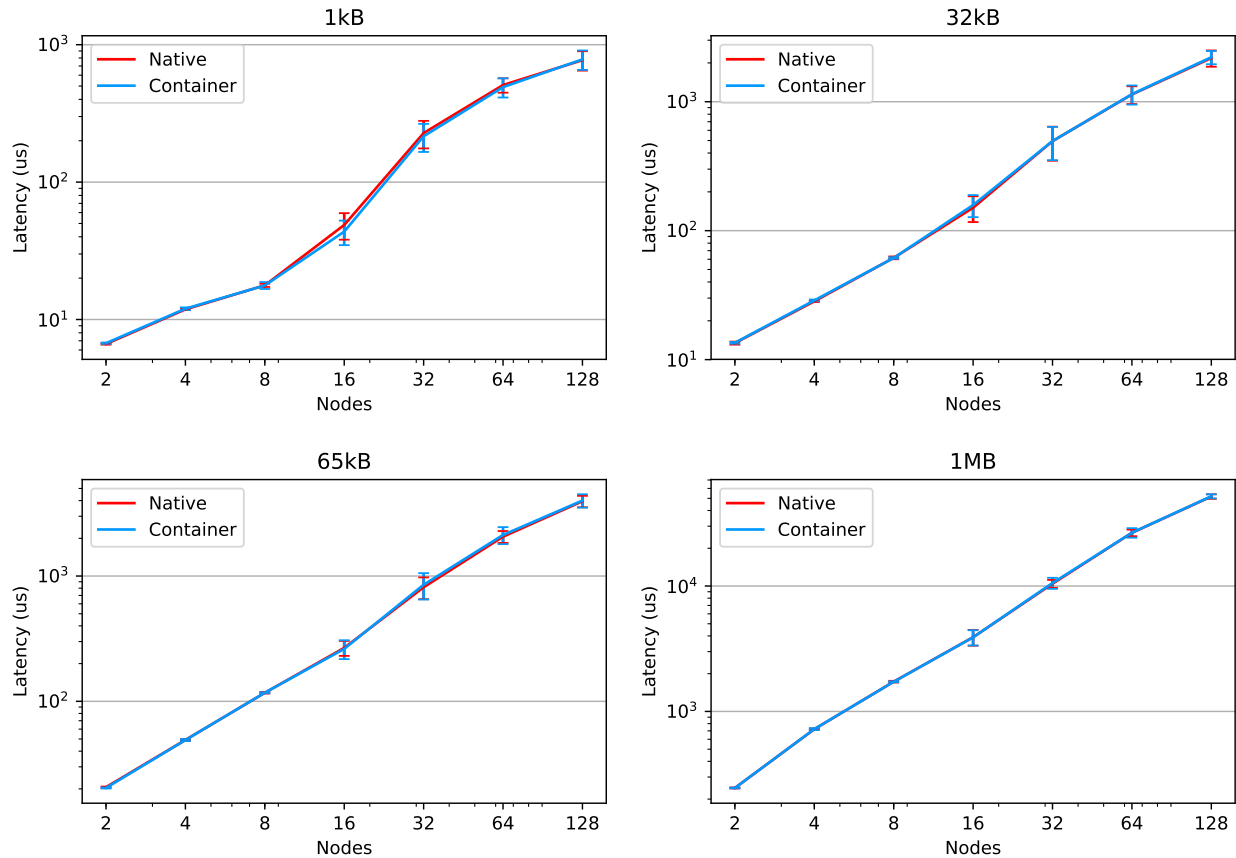 1kB
Native
Container
10^3
10^2
10^1
Latency (us)
2 4 8 16 32 64 128
Nodes
32kB
Native
Container
10^3
10^2
10^1
Latency (us)
2 4 8 16 32 64 128
Nodes
65kB
Native
Container
10^3
10^2
Latency (us)
2 4 8 16 32 64 128
Nodes
1MB
Native
Container
10^4
10^3
Latency (us)
2 4 8 16 32 64 128
Nodes